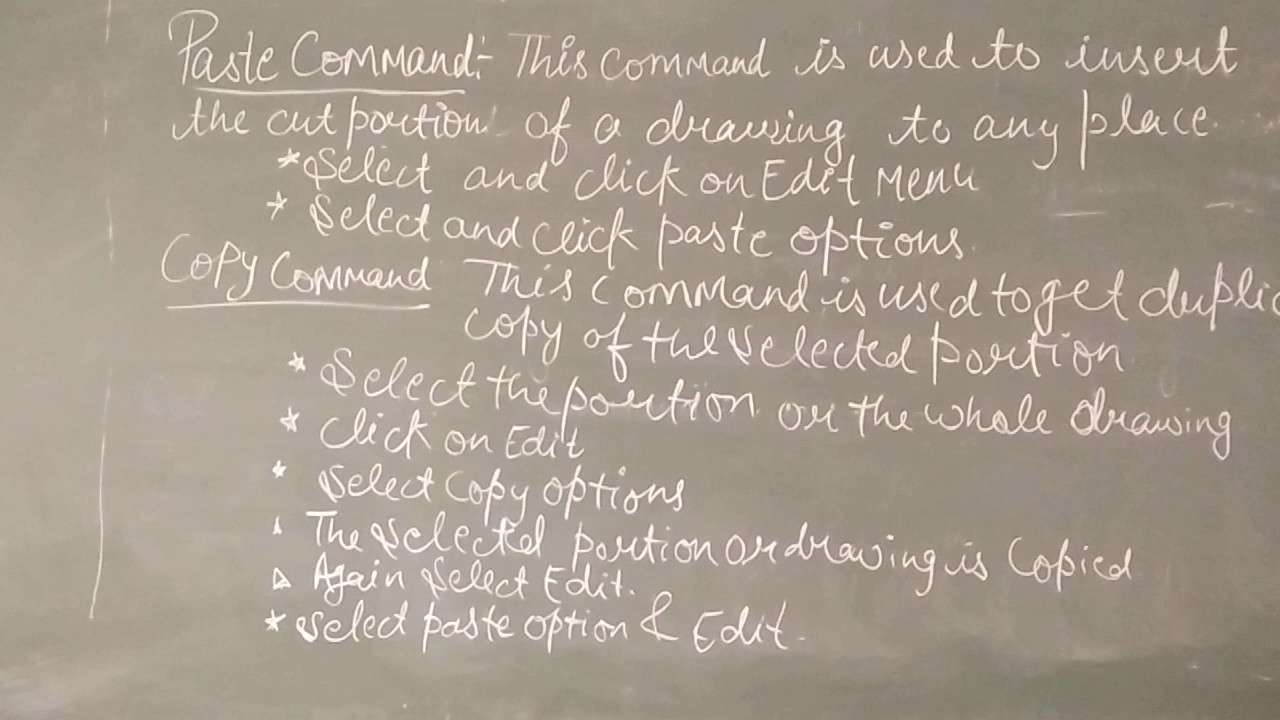 Paste Command:- This command is used to insert
the cut portion of a drawing to any place.
* Select and click on Edit Menu
* Select and click paste options.
Copy Command This command is used to get duplic
copy of the selected portion
* Select the portion or the whole drawing
* Click on Edit
* Select Copy options
* The selected portion or drawing is Copied
* Again Select Edit.
* Select paste option & Edit.